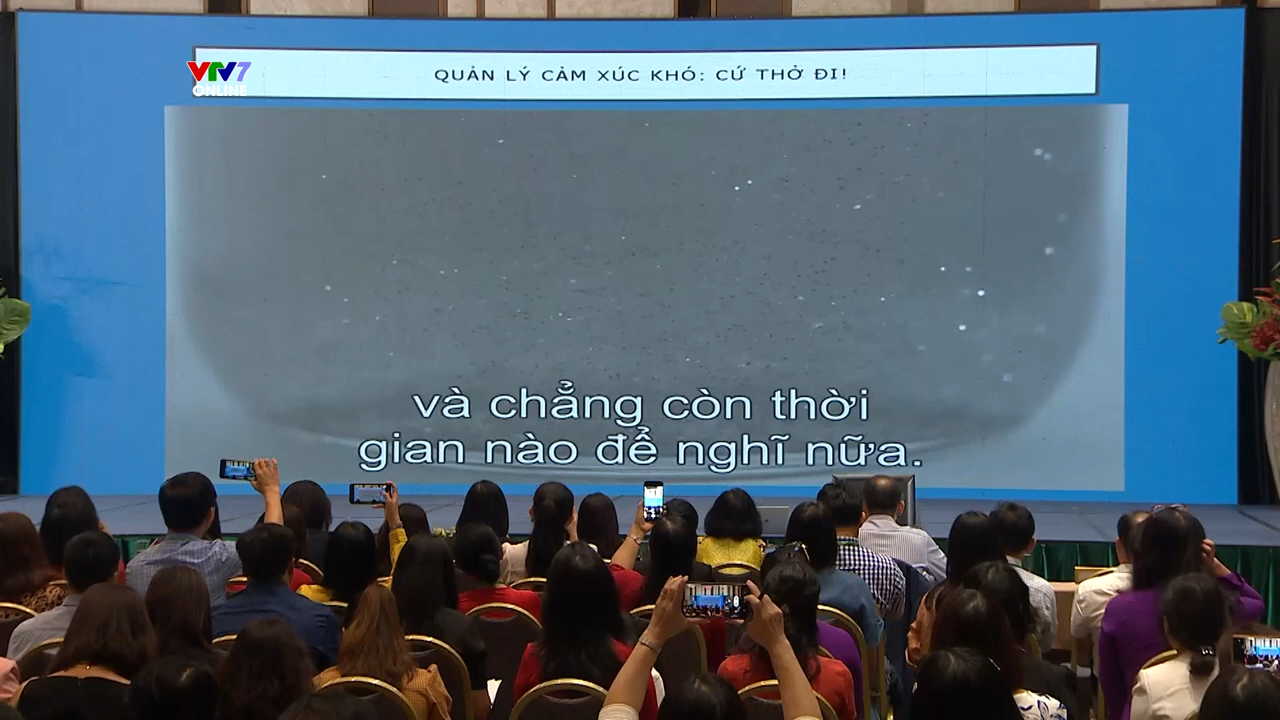 VTV7
ONLINE
QUẢN LÝ CẢM XÚC KHÓ: CỨ THỞ ĐI!
và chẳng còn thời
gian nào để nghĩ nữa.